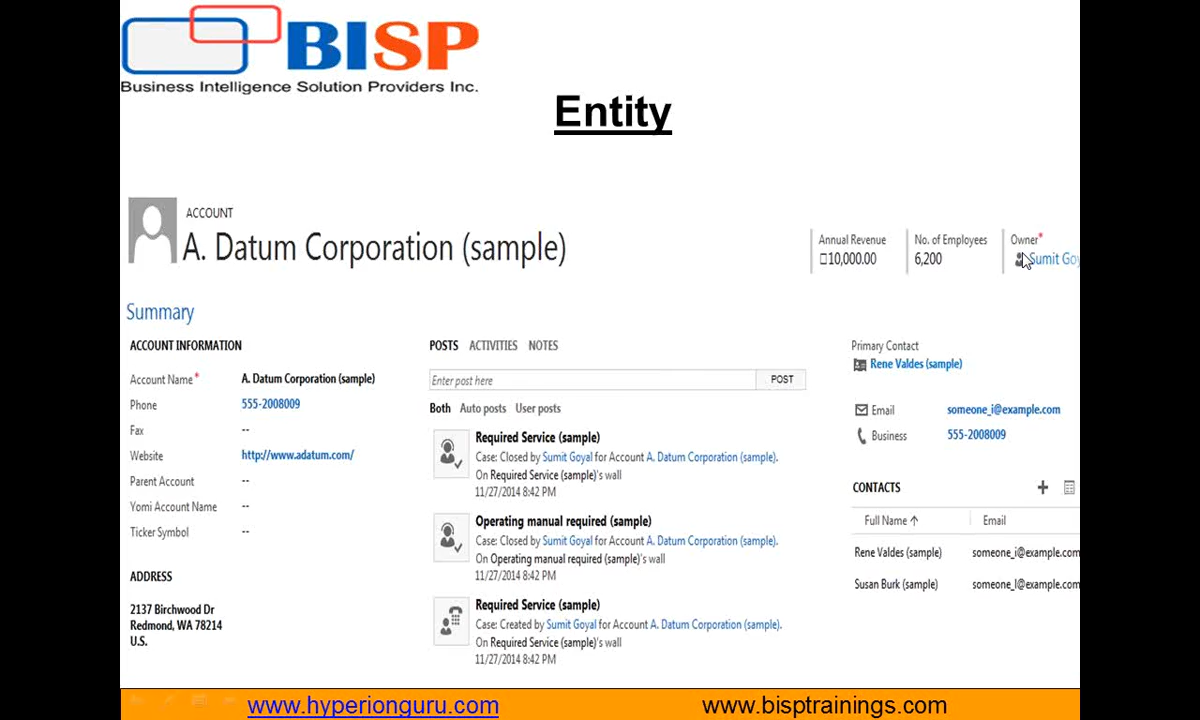 BISP
Business Intelligence Solution Providers Inc.
Entity
ACCOUNT
A. Datum Corporation (sample)
Annual Revenue
10,000.00
No. of Employees
6,200
Owner*
Sumit Goy
Summary
ACCOUNT INFORMATION
Account Name* A. Datum Corporation (sample)
Phone 555-2008009
Fax --
Website http://www.adatum.com/
Parent Account --
Yomi Account Name --
Ticker Symbol --
ADDRESS
2137 Birchwood Dr
Redmond, WA 78214
U.S.
POSTS ACTIVITIES NOTES
Enter post here POST
Both Auto posts User posts
Required Service (sample)
Case: Closed by Sumit Goyal for Account A. Datum Corporation (sample).
On Required Service (sample)'s wall
11/27/2014 8:42 PM
Operating manual required (sample)
Case: Closed by Sumit Goyal for Account A. Datum Corporation (sample).
On Operating manual required (sample)'s wall
11/27/2014 8:42 PM
Required Service (sample)
Case: Created by Sumit Goyal for Account A. Datum Corporation (sample).
On Required Service (sample)'s wall
11/27/2014 8:42 PM
Primary Contact
Rene Valdes (sample)
Email someone_i@example.com
Business 555-2008009
CONTACTS
Full Name ↑ Email
Rene Valdes (sample) someone_i@example.com
Susan Burk (sample) someone_l@example.com
www.hyperionguru.com www.bisptrainings.com